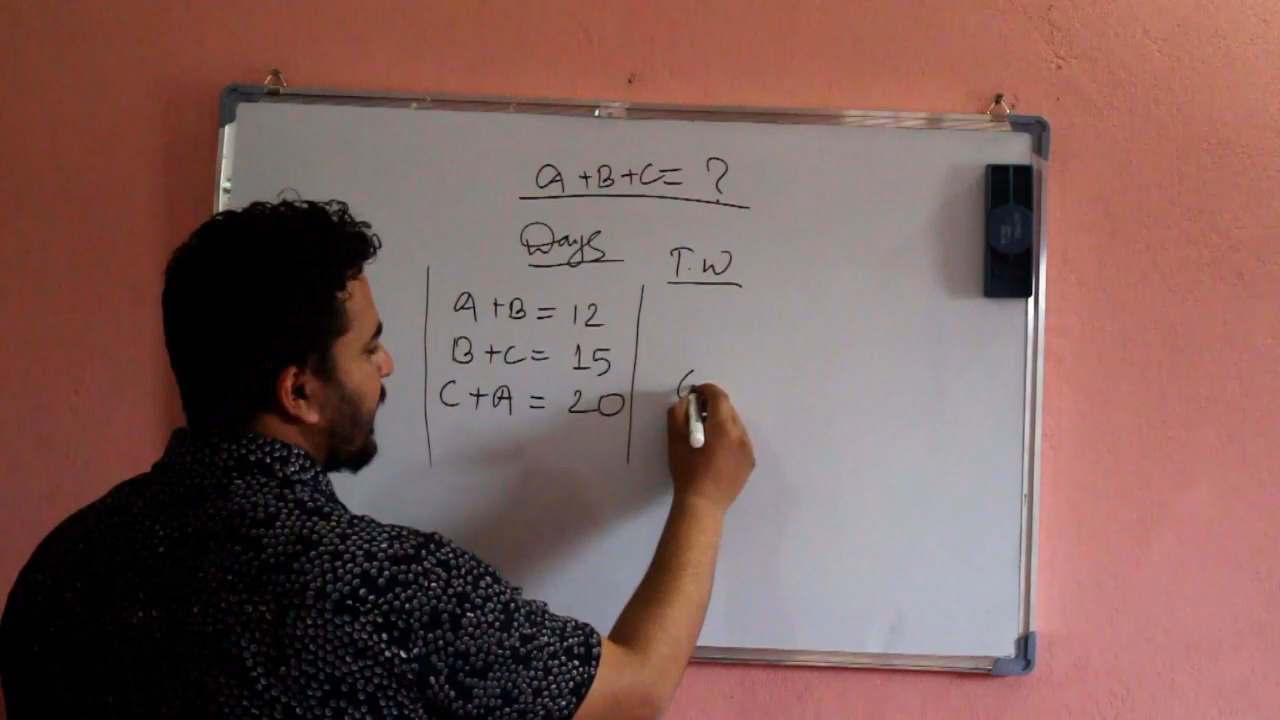 A+B+C= ?
Days
T.W
A+B = 12
B+C= 15
C+A = 20